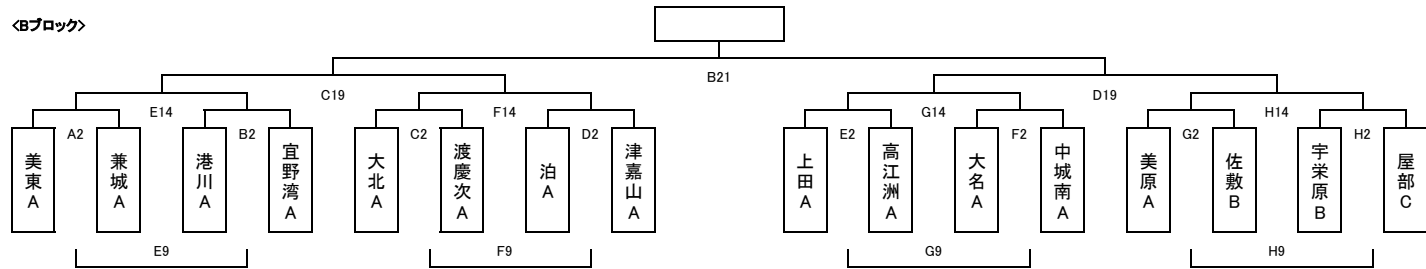 <Bブロック>
B21
C19
D19
E14
F14
G14
H14
A2
B2
C2
D2
E2
F2
G2
H2
美東A
兼城A
港川A
宜野湾A
大北A
渡慶次A
泊A
津嘉山A
上田A
高江洲A
大名A
中城南A
美原A
佐敷B
宇栄原B
屋部C
E9
F9
G9
H9